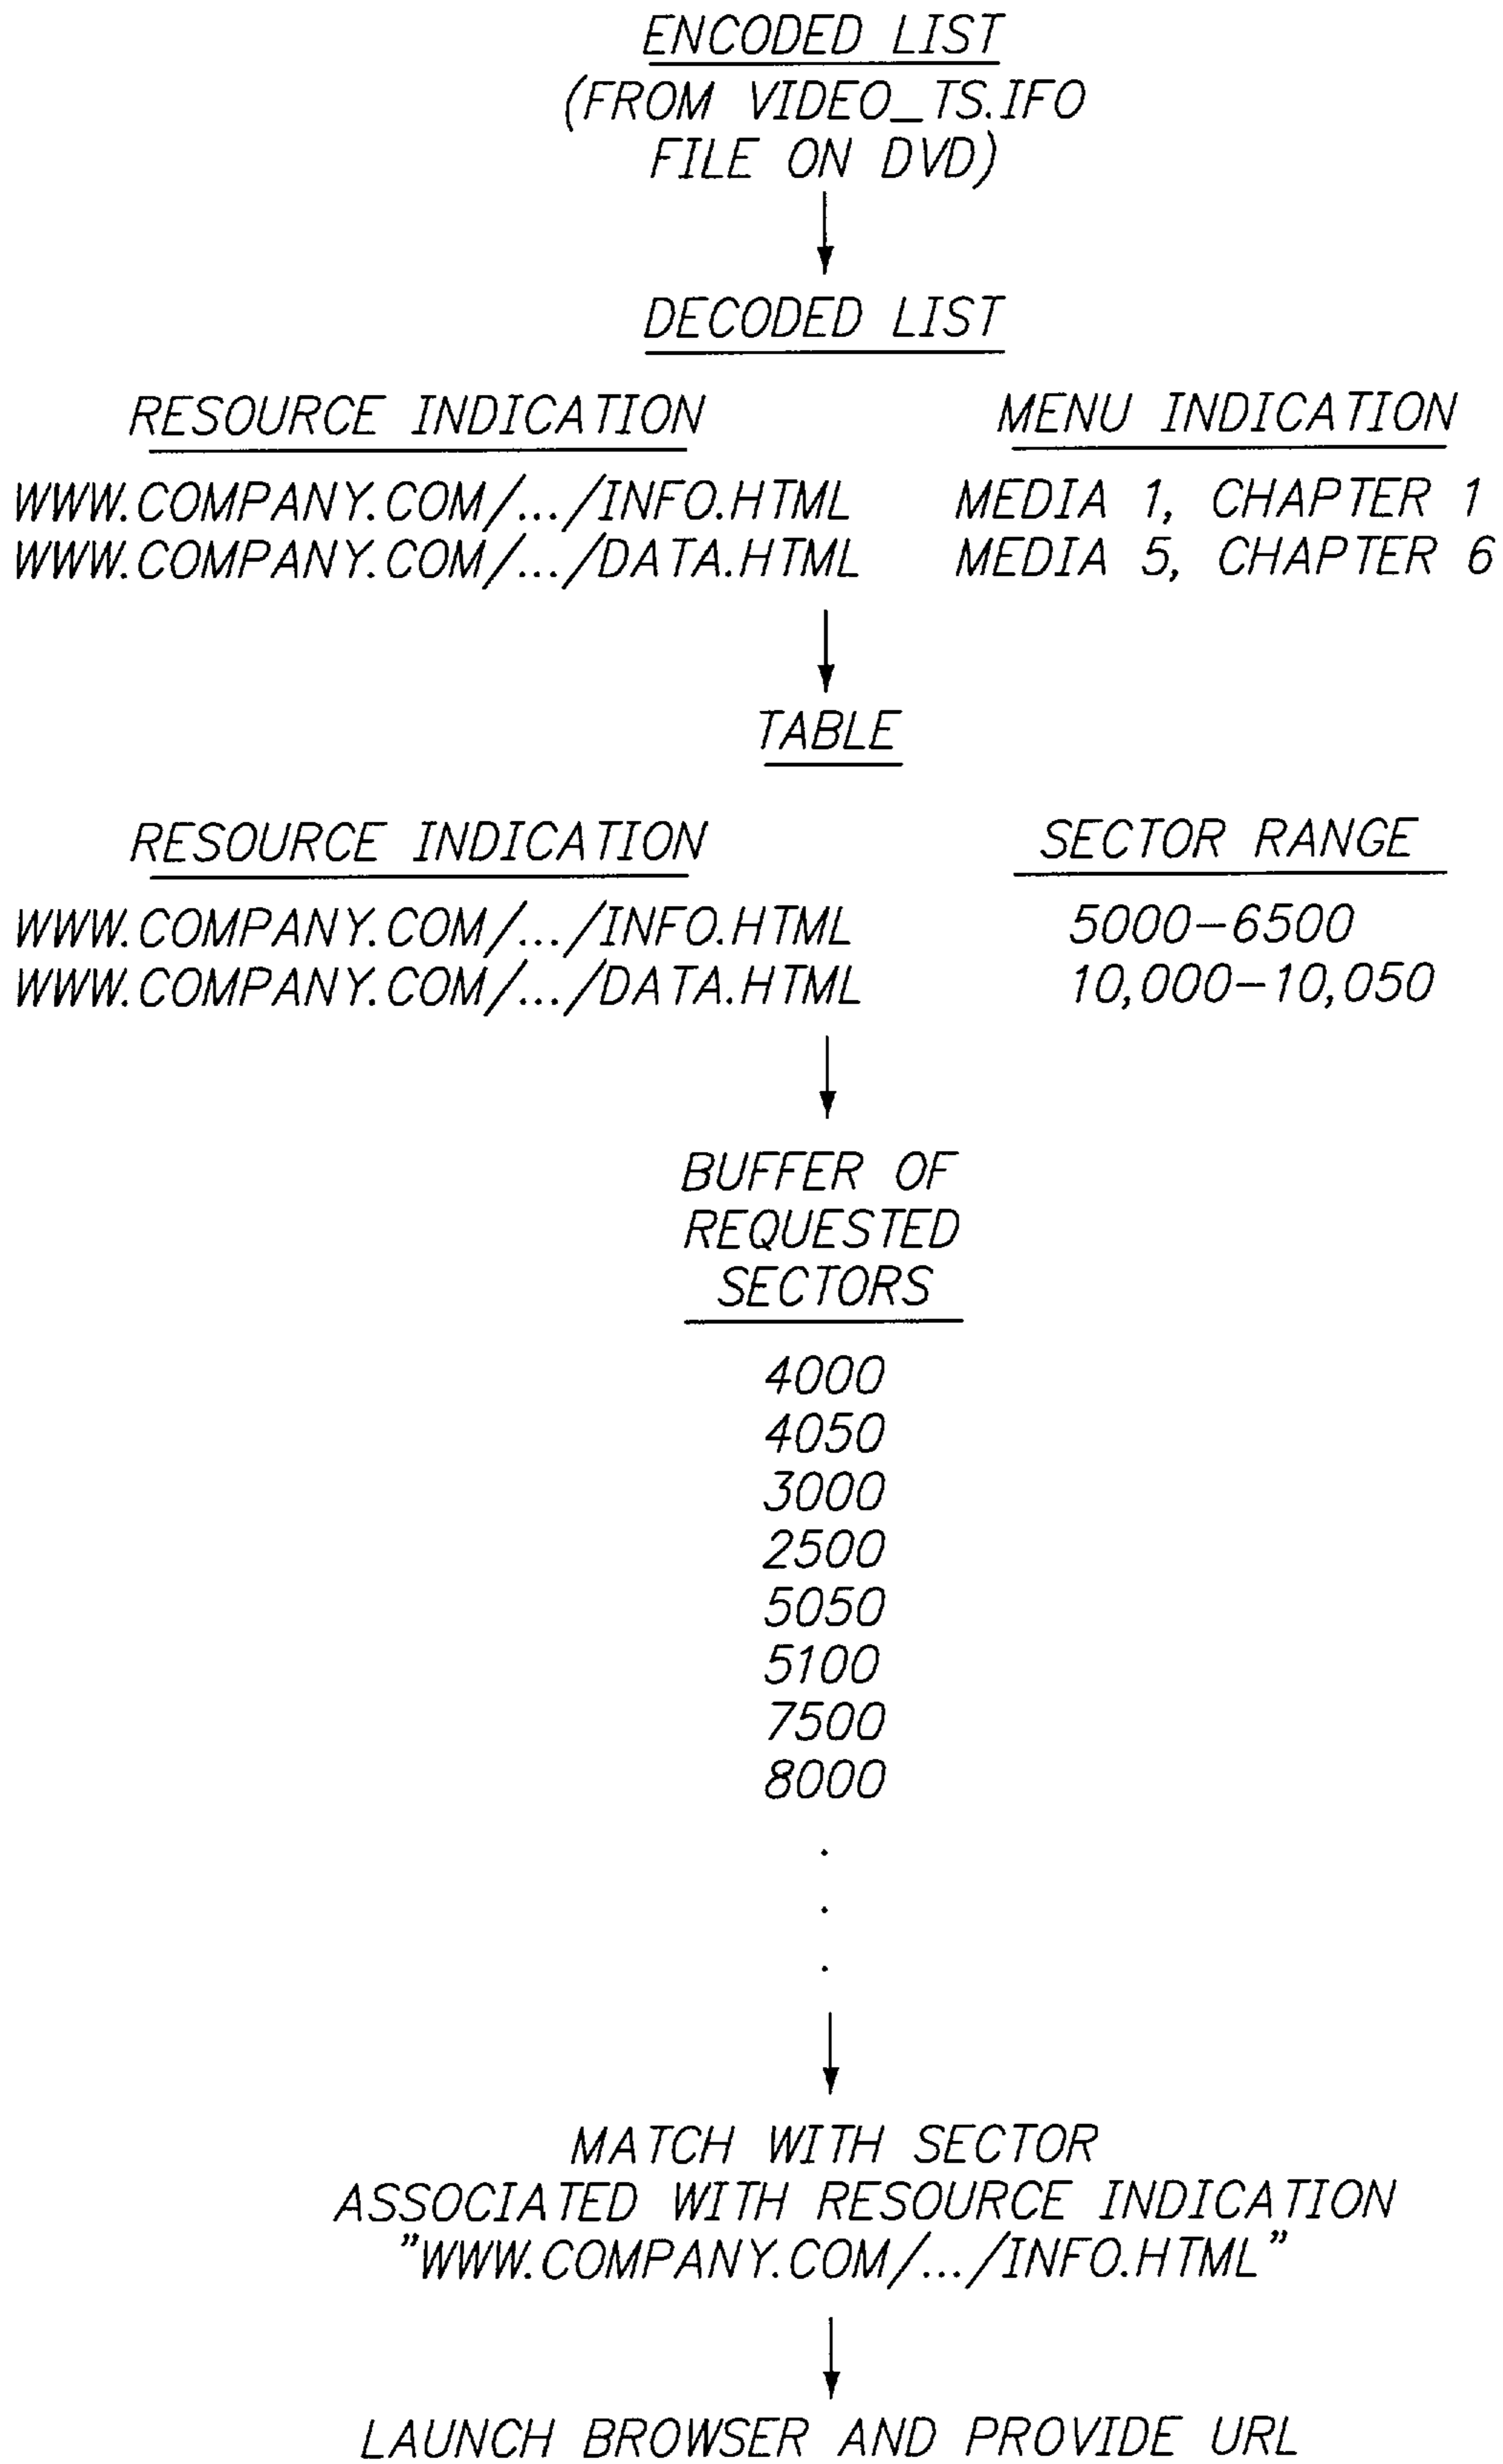 ENCODED LIST
(FROM VIDEO_TS.IFO
FILE ON DVD)
DECODED LIST
RESOURCE INDICATION MENU INDICATION
WWW.COMPANY.COM/.../INFO.HTML MEDIA 1, CHAPTER 1
WWW.COMPANY.COM/.../DATA.HTML MEDIA 5, CHAPTER 6
TABLE
RESOURCE INDICATION SECTOR RANGE
WWW.COMPANY.COM/.../INFO.HTML 5000–6500
WWW.COMPANY.COM/.../DATA.HTML 10,000–10,050
BUFFER OF
REQUESTED
SECTORS
4000
4050
3000
2500
5050
5100
7500
8000
.
.
.
MATCH WITH SECTOR
ASSOCIATED WITH RESOURCE INDICATION
"WWW.COMPANY.COM/.../INFO.HTML"
LAUNCH BROWSER AND PROVIDE URL